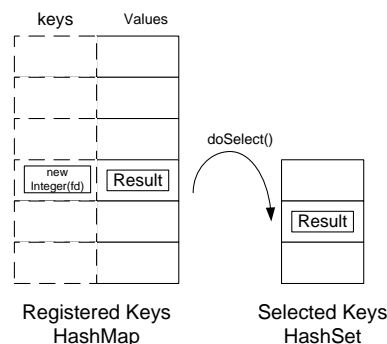 keys Values
doSelect()
new
Integer(fd)
Result
Result
Registered Keys
HashMap
Selected Keys
HashSet